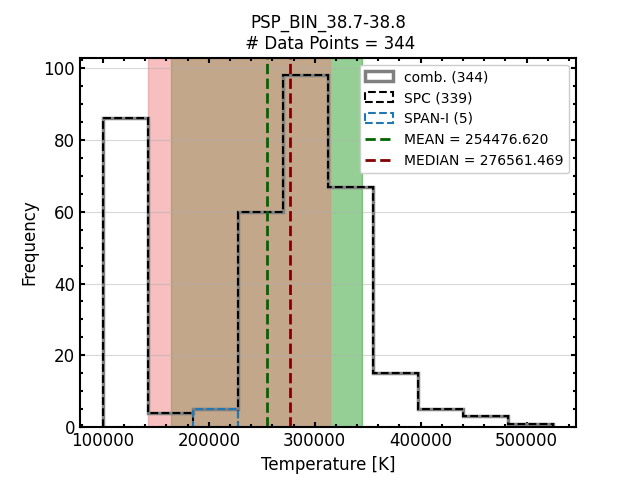 PSP_BIN_38.7-38.8
# Data Points = 344
100
80
60
40
20
0
Frequency
comb. (344)
SPC (339)
SPAN-I (5)
MEAN = 254476.620
MEDIAN = 276561.469
100000 200000 300000 400000 500000
Temperature [K]